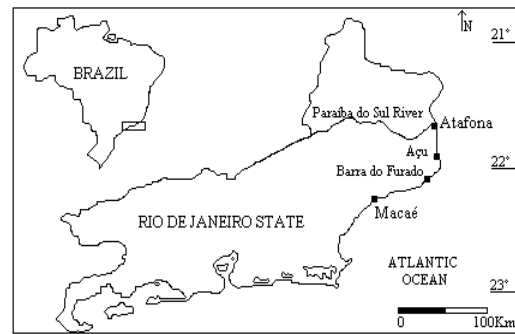 N
21°
BRAZIL
Paraíba do Sul River
Atafona
Açu
22°
Barra do Furado
Macaé
RIO DE JANEIRO STATE
ATLANTIC
OCEAN
23°
0 100Km